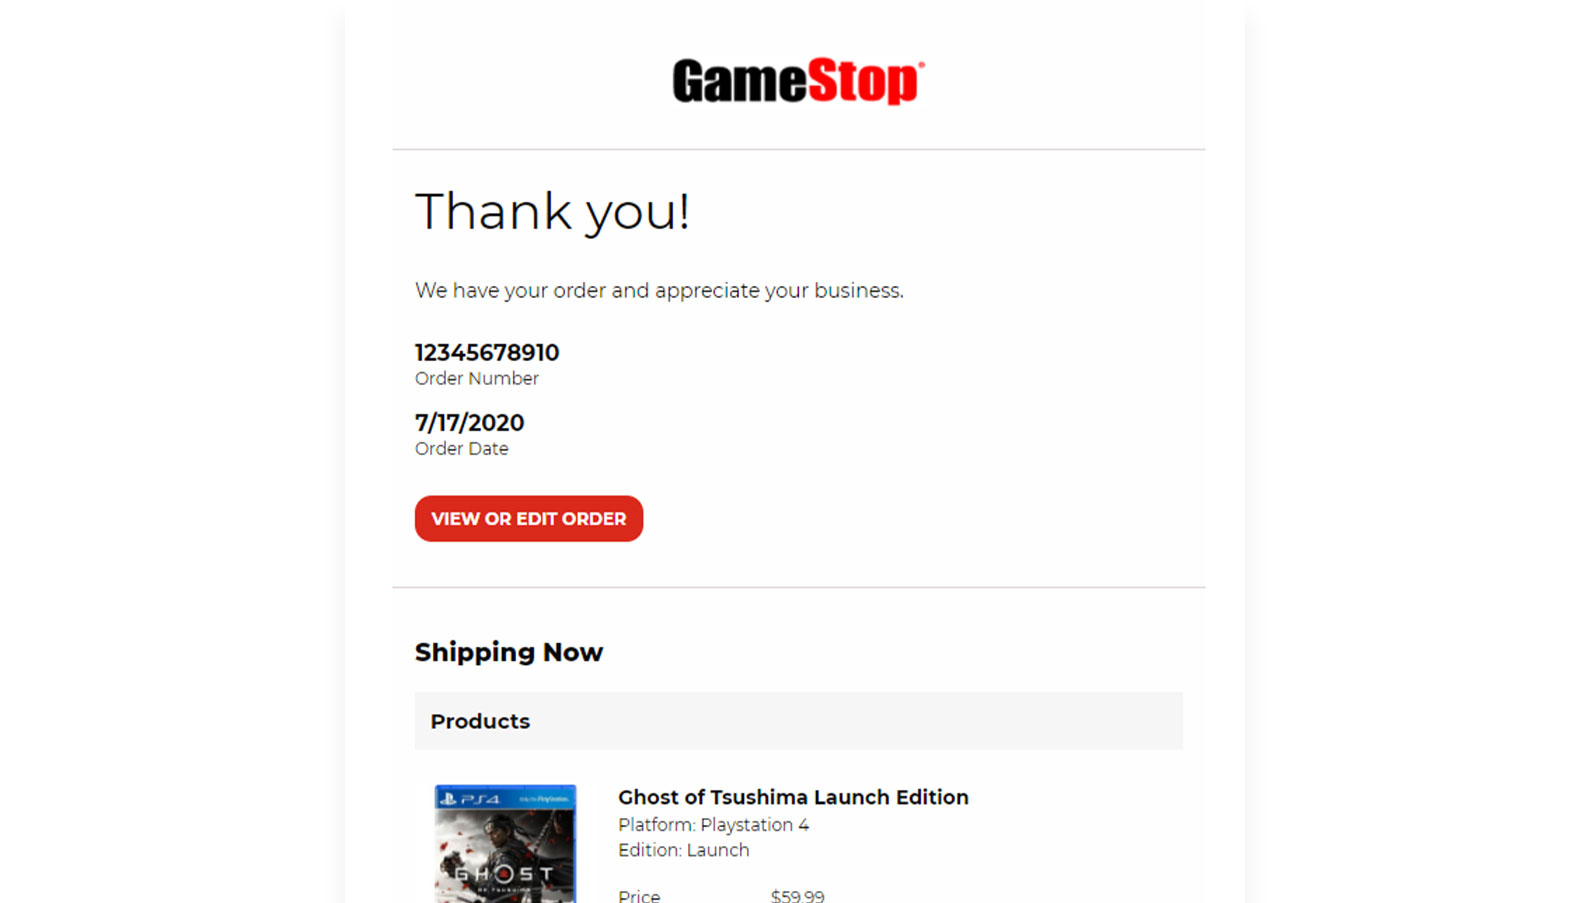 GameStop
Thank you!
We have your order and appreciate your business.
12345678910
Order Number
7/17/2020
Order Date
VIEW OR EDIT ORDER
Shipping Now
Products
PS4
Ghost of Tsushima Launch Edition
Platform: Playstation 4
Edition: Launch
GHOST
OF TSUSHIMA
Price $59.99